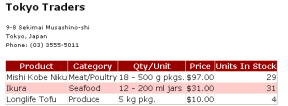 Tokyo Traders
9-8 Sekimai Musashino-shi
Tokyo, Japan
Phone: (03) 3555-5011
Product Category Qty/Unit Price Units In Stock
Mishi Kobe Niku Meat/Poultry 18 - 500 g pkgs. $97.00 29
Ikura Seafood 12 - 200 ml jars $31.00 31
Longlife Tofu Produce 5 kg pkg. $10.00 4